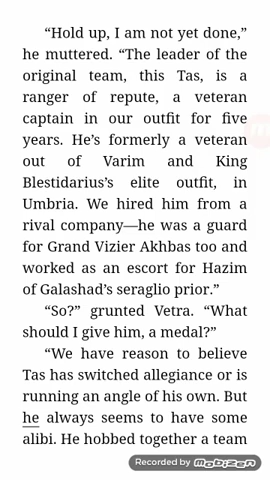 “Hold up, I am not yet done,”
he muttered. “The leader of the
original team, this Tas, is a
ranger of repute, a veteran
captain in our outfit for five
years. He’s formerly a veteran
out of Varim and King
Blestidarius’s elite outfit, in
Umbria. We hired him from a
rival company—he was a guard
for Grand Vizier Akhbas too and
worked as an escort for Hazim
of Galashad’s seraglio prior.”
“So?” grunted Vetra. “What
should I give him, a medal?”
“We have reason to believe
Tas has switched allegiance or is
running an angle of his own. But
he always seems to have some
alibi. He hobbed together a team
Recorded by Mobizen